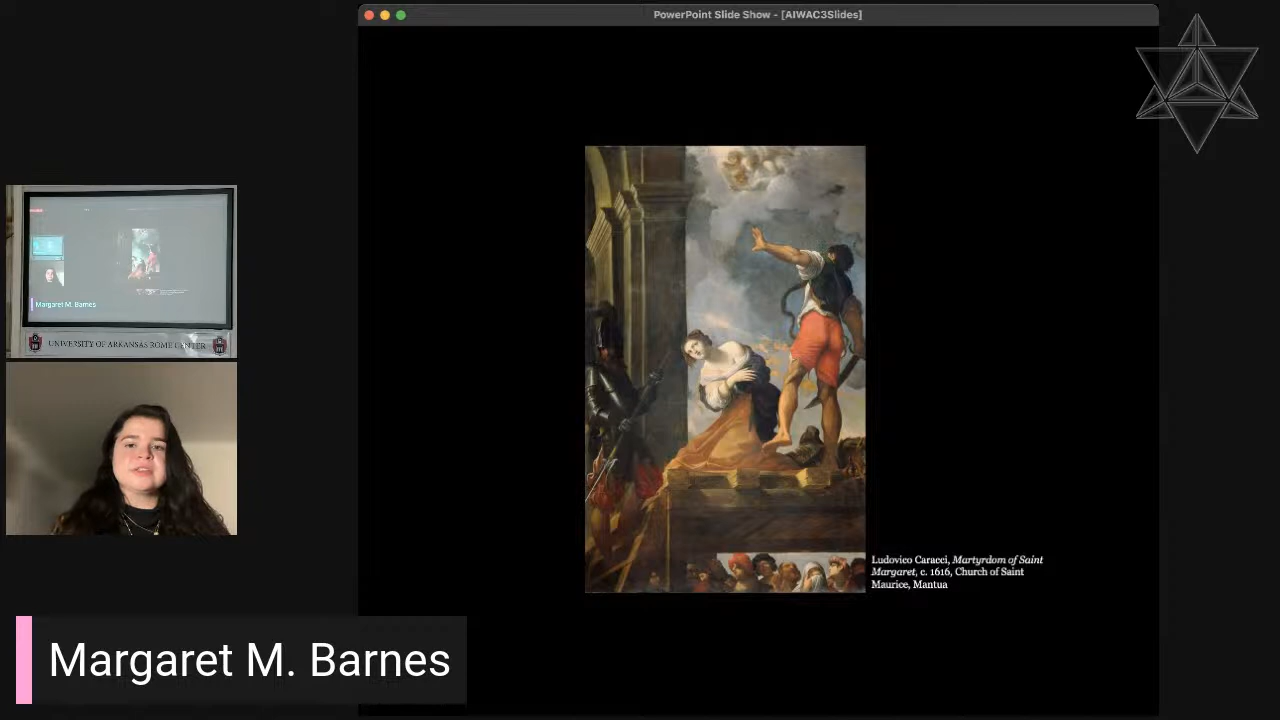 PowerPoint Slide Show - [AIWAC3Slides]
Margaret M. Barnes
UNIVERSITY OF ARKANSAS ROME CENTER
Ludovico Caracci, Martyrdom of Saint
Margaret, c. 1616, Church of Saint
Maurice, Mantua
Margaret M. Barnes